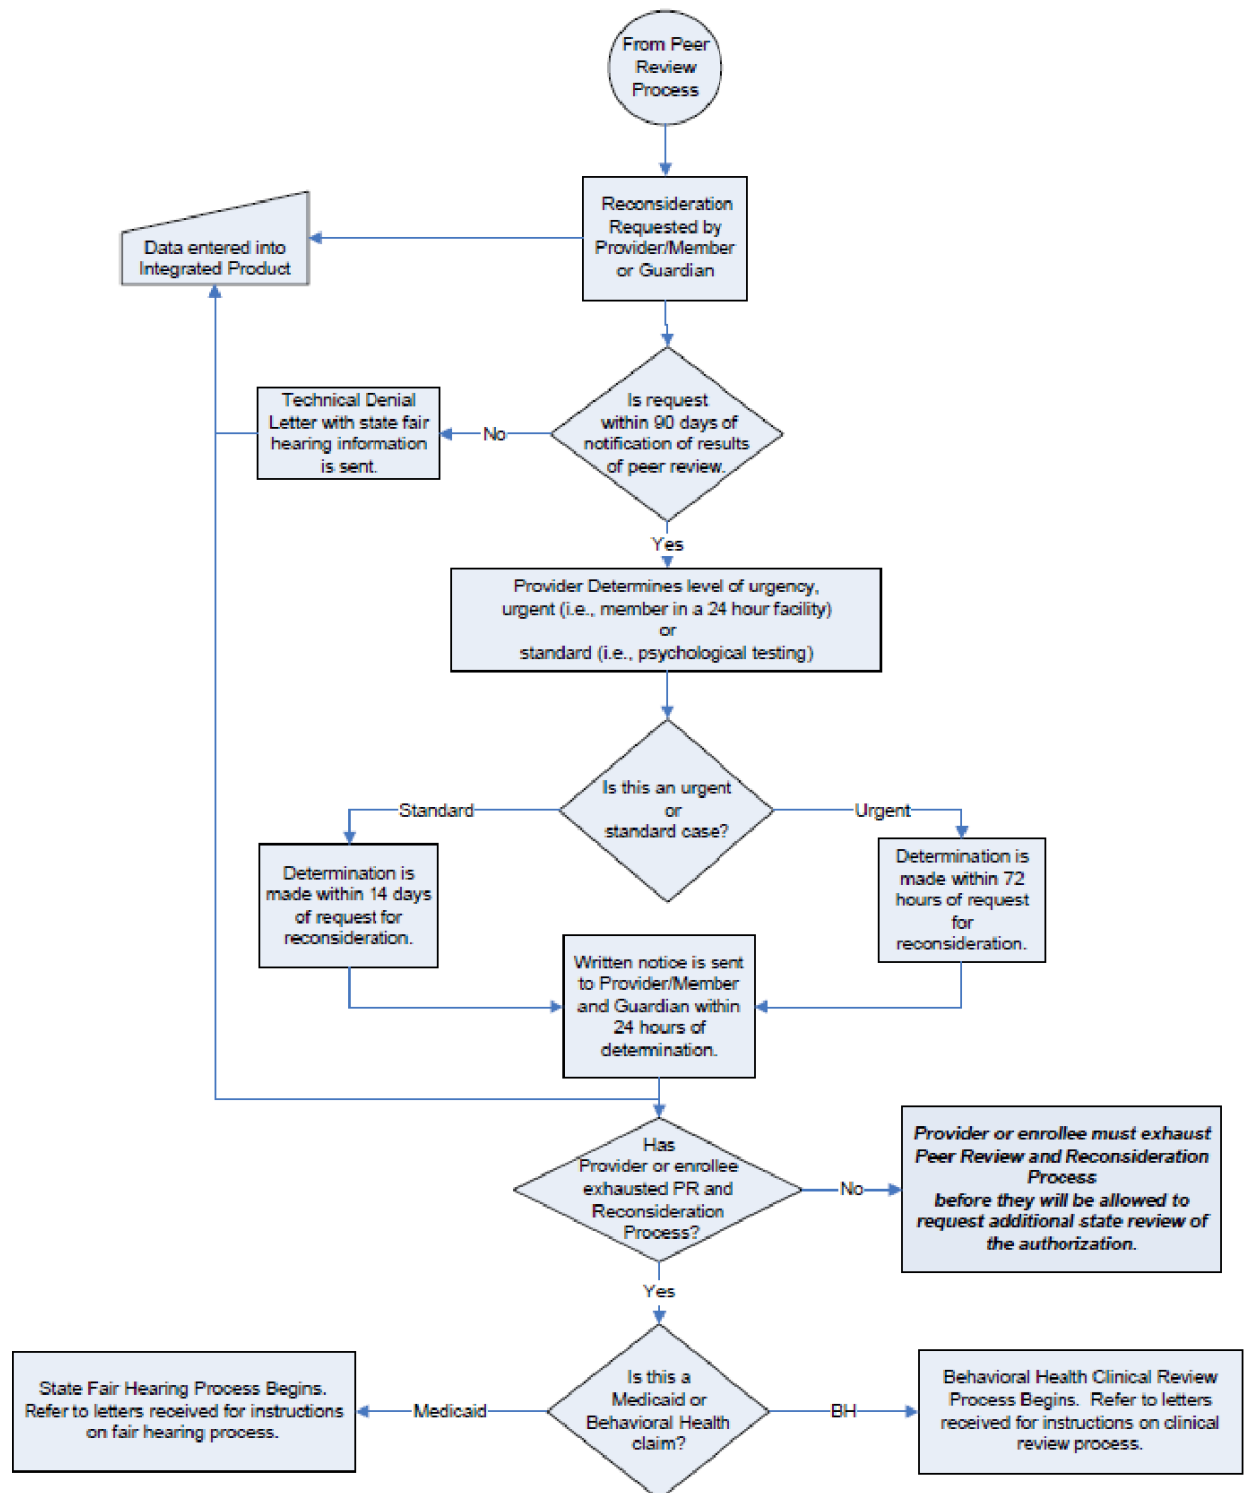 From Peer
Review
Process
Reconsideration
Requested by
Provider/Member
or Guardian
Data entered into
Integrated Product
Is request
within 90 days of
notification of results
of peer review.
No
Technical Denial
Letter with state fair
hearing information
is sent.
Yes
Provider Determines level of urgency,
urgent (i.e., member in a 24 hour facility)
or
standard (i.e., psychological testing)
Is this an urgent
or
standard case?
Standard
Urgent
Determination is
made within 14 days
of request for
reconsideration.
Determination is
made within 72
hours of request
for
reconsideration.
Written notice is sent
to Provider/Member
and Guardian within
24 hours of
determination.
Has
Provider or enrollee
exhausted PR and
Reconsideration
Process?
No
Provider or enrollee must exhaust
Peer Review and Reconsideration
Process
before they will be allowed to
request additional state review of
the authorization.
Yes
Is this a
Medicaid or
Behavioral Health
claim?
Medicaid
State Fair Hearing Process Begins.
Refer to letters received for instructions
on fair hearing process.
BH
Behavioral Health Clinical Review
Process Begins.  Refer to letters
received for instructions on clinical
review process.